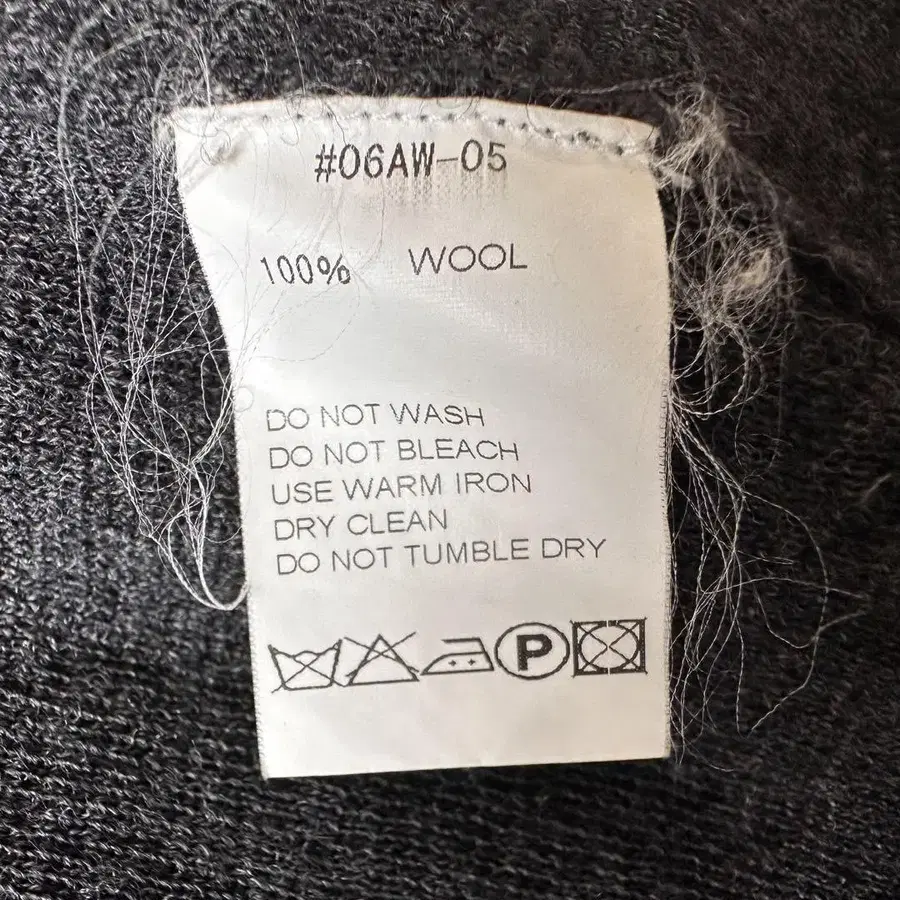 #06AW-05
100% WOOL
DO NOT WASH
DO NOT BLEACH
USE WARM IRON
DRY CLEAN
DO NOT TUMBLE DRY
P